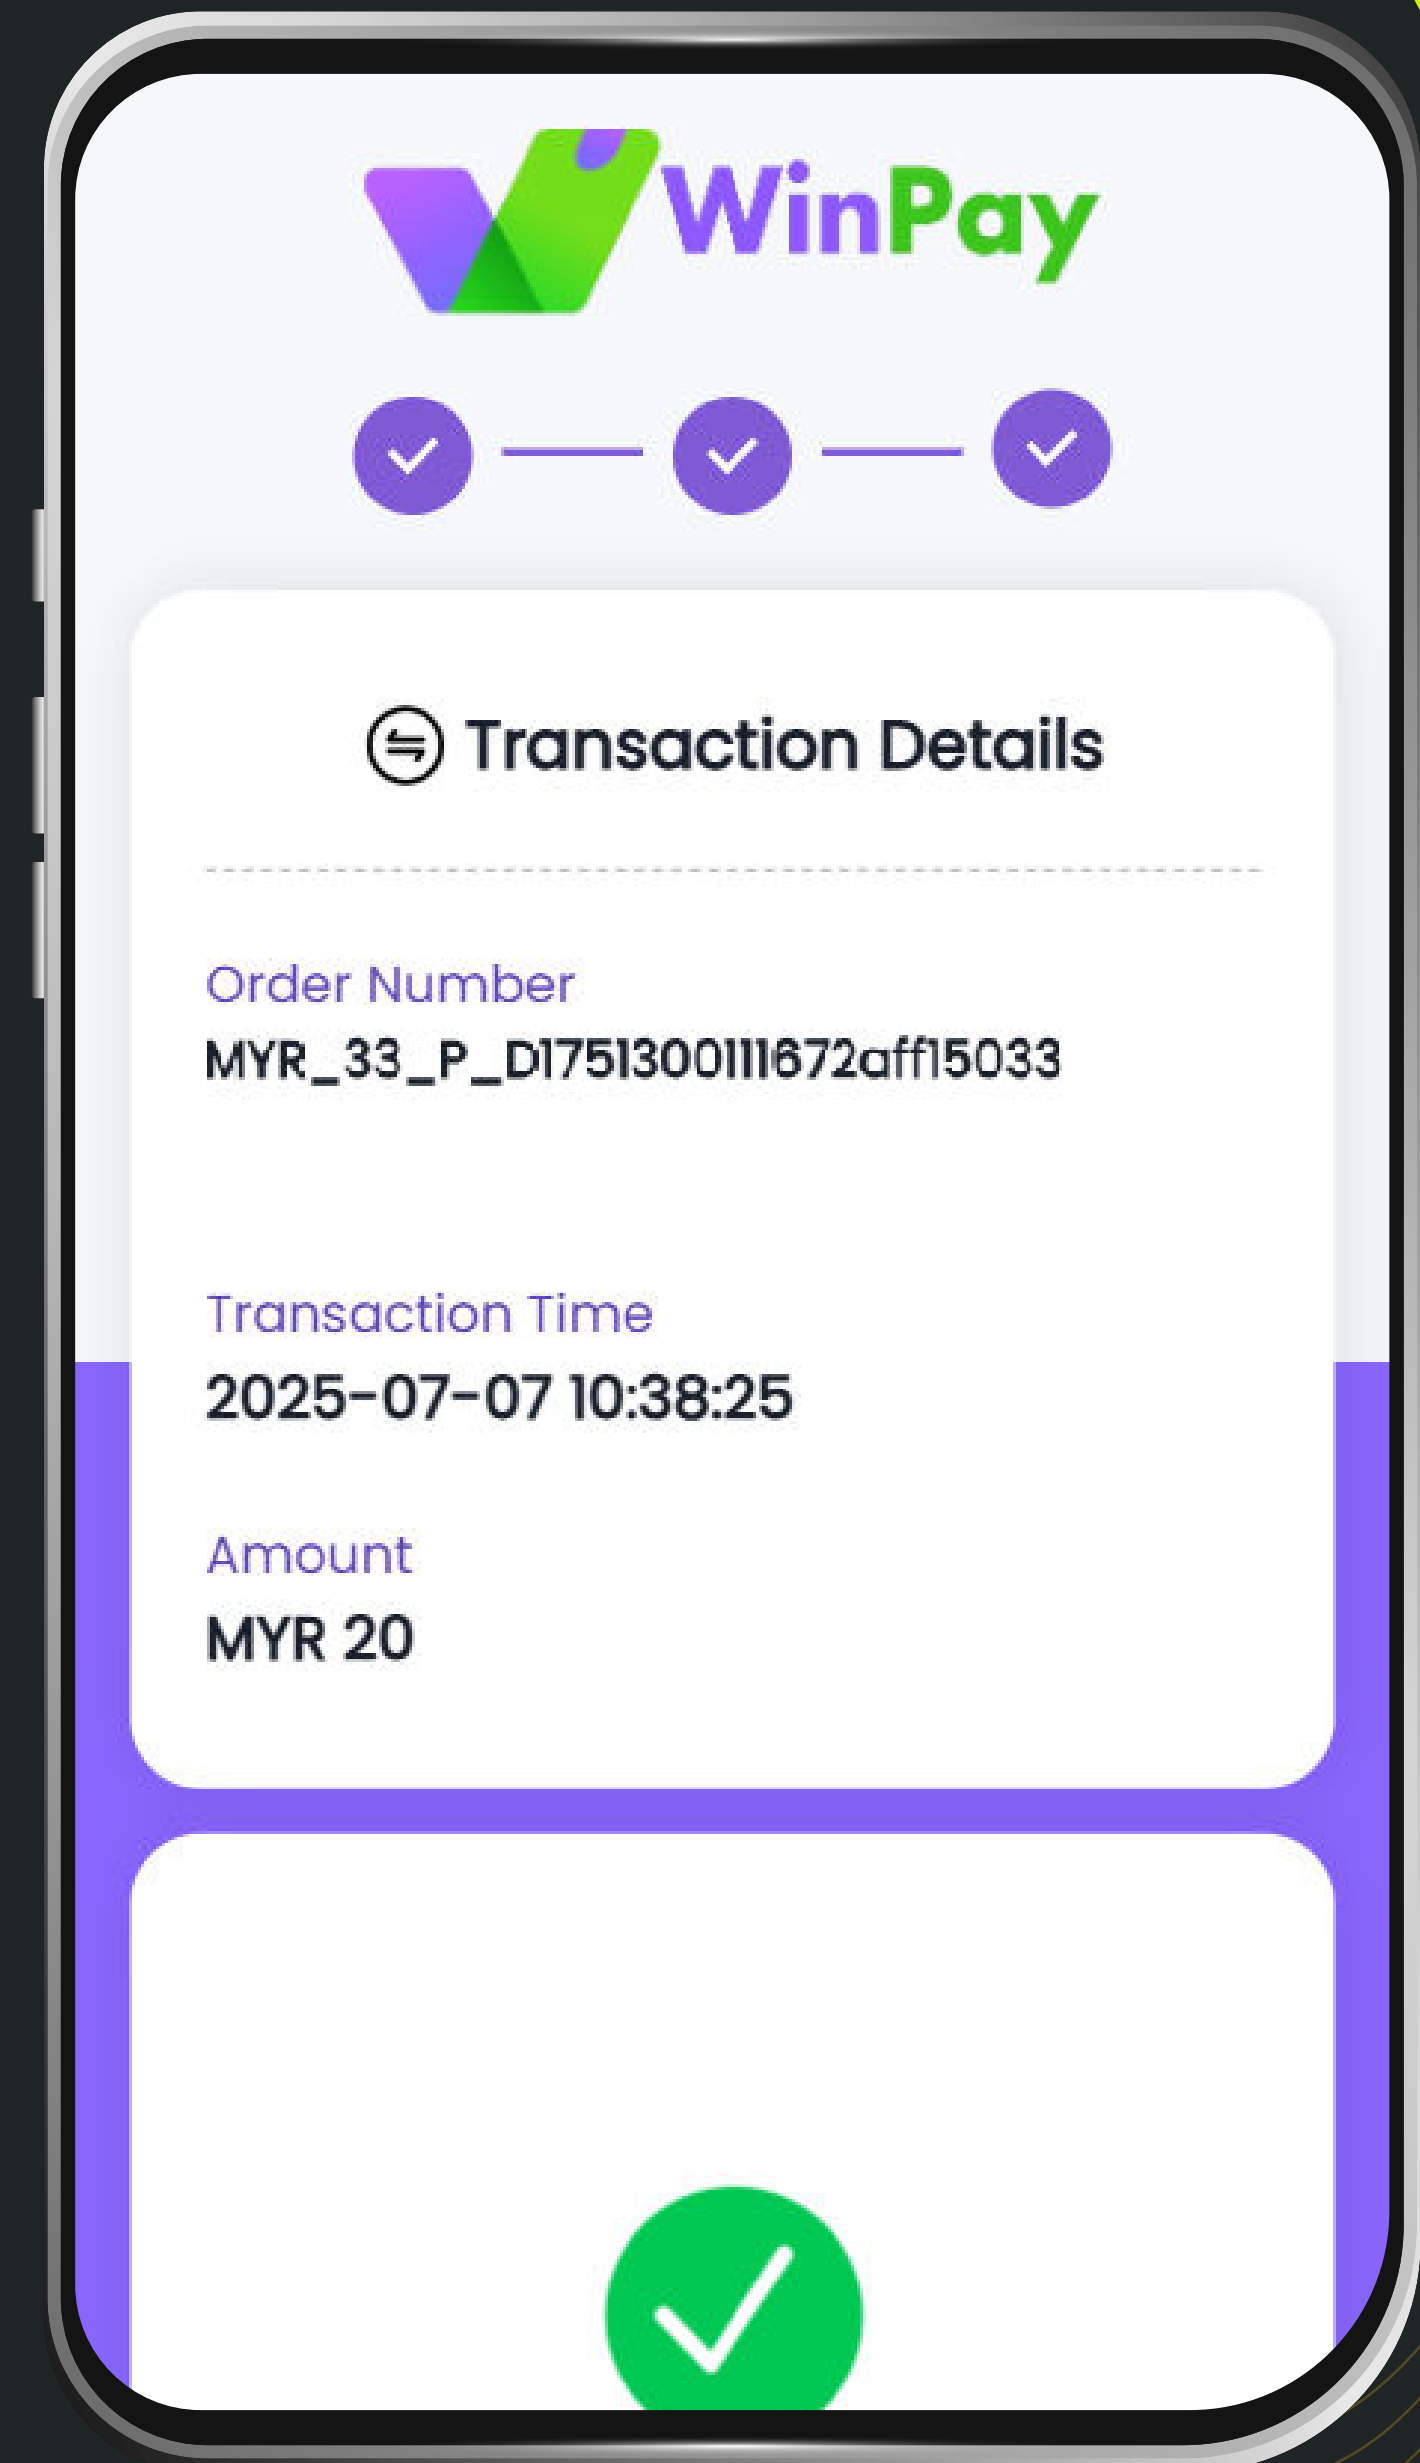 WinPay
Transaction Details
Order Number
MYR_33_P_D1751300111672aff15033
Transaction Time
2025-07-07 10:38:25
Amount
MYR 20